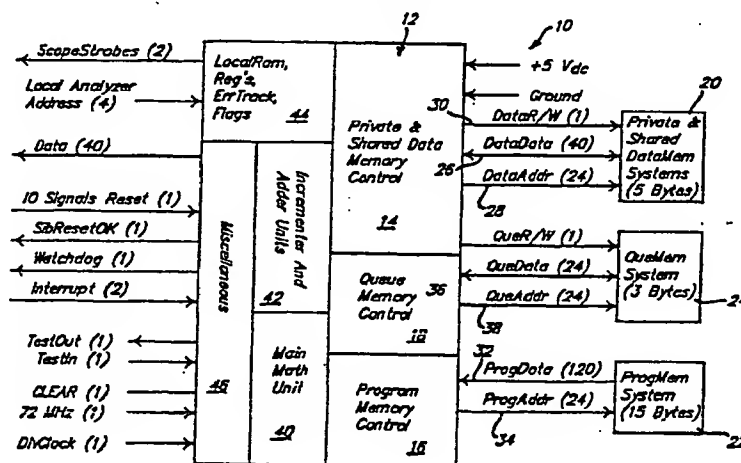 12
10
ScopeStrobes (2)
Local Analyzer
Address (4)
Data (40)
IO Signals Reset (1)
SibResetOK (1)
Watchdog (1)
Interrupt (2)
TestOut (1)
TestIn (1)
CLEAR (1)
72 MHz (1)
DivClock (1)
LocalRam,
Reg's,
ErrTrack,
Flags
44
Miscellaneous
46
Incrementer And
Adder Units
42
Main
Math
Unit
40
Private &
Shared Data
Memory
Control
14
Queue
Memory
Control
36
18
Program
Memory
Control
16
+5 Vdc
Ground
30
DataR/W (1)
DataData (40)
26
DataAddr (24)
28
QueR/W (1)
QueData (24)
QueAddr (24)
38
32
ProgData (120)
ProgAddr (24)
34
20
Private &
Shared
DataMem
Systems
(5 Bytes)
QueMem
System
(3 Bytes)
ProgMem
System
(15 Bytes)